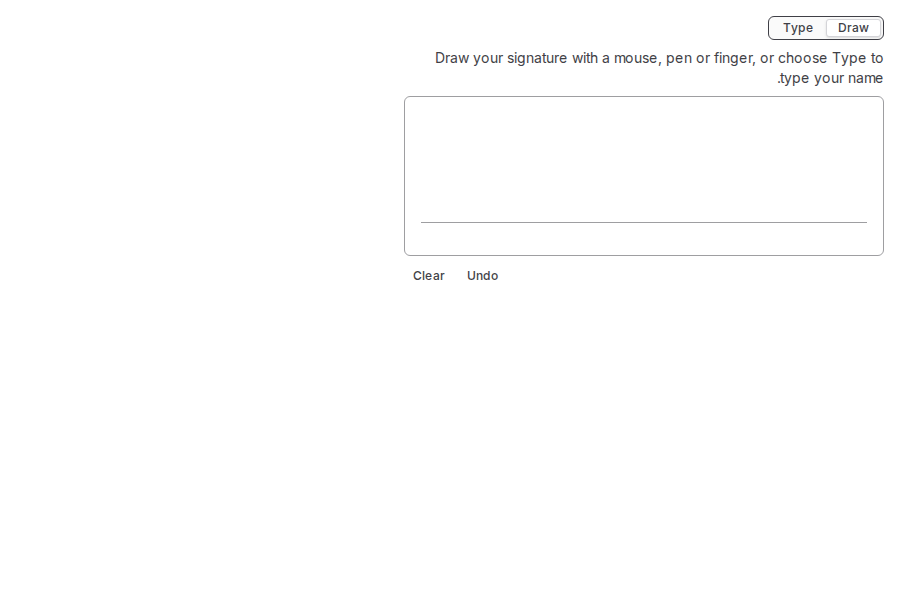 Draw
Type
Draw your signature with a mouse, pen or finger, or choose Type to
type your name.
Undo
Clear